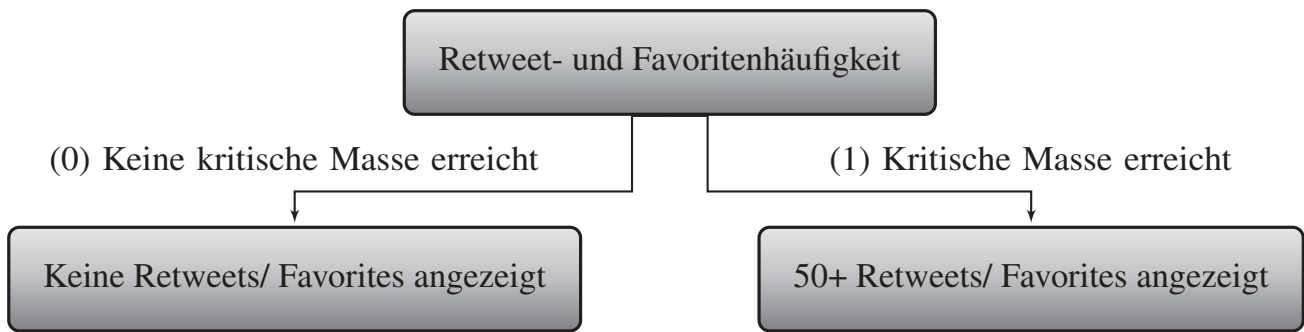 Retweet- und Favoritenhäufigkeit
(0) Keine kritische Masse erreicht
(1) Kritische Masse erreicht
Keine Retweets/ Favorites angezeigt
50+ Retweets/ Favorites angezeigt